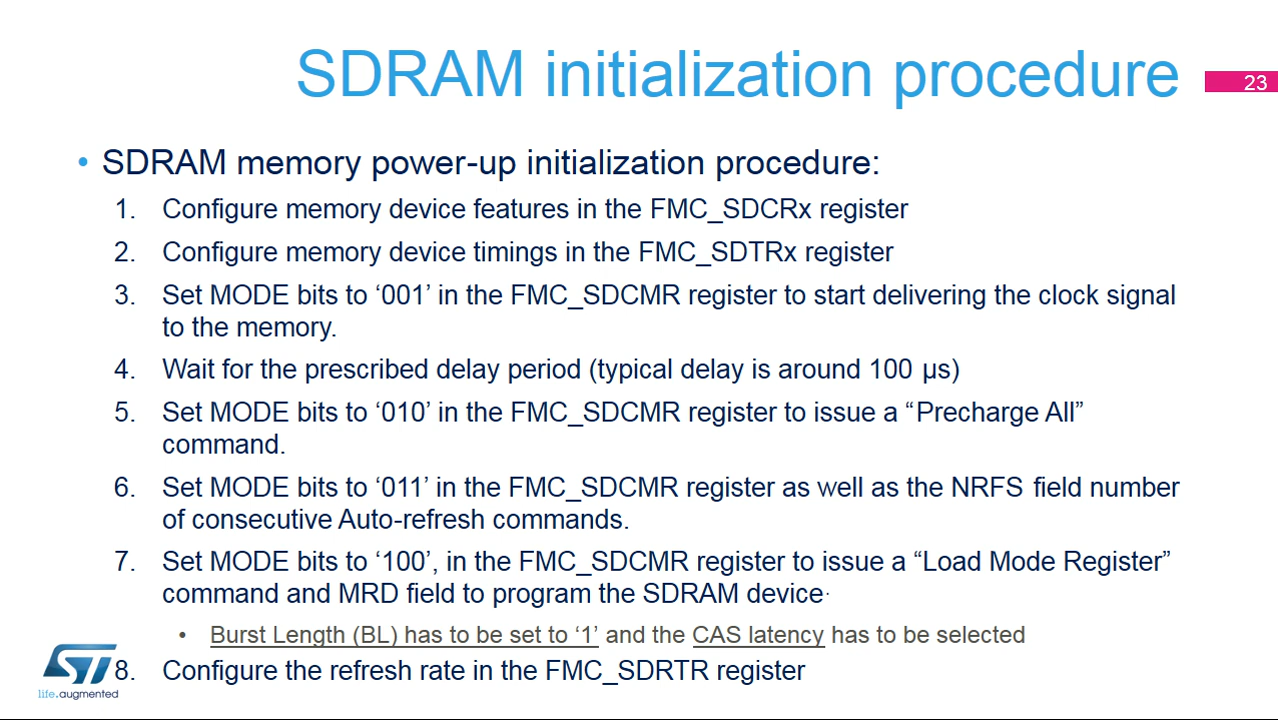 SDRAM initialization procedure
23
• SDRAM memory power-up initialization procedure:
1. Configure memory device features in the FMC_SDCRx register
2. Configure memory device timings in the FMC_SDTRx register
3. Set MODE bits to ‘001’ in the FMC_SDCMR register to start delivering the clock signal
to the memory.
4. Wait for the prescribed delay period (typical delay is around 100 μs)
5. Set MODE bits to ‘010’ in the FMC_SDCMR register to issue a “Precharge All”
command.
6. Set MODE bits to ‘011’ in the FMC_SDCMR register as well as the NRFS field number
of consecutive Auto-refresh commands.
7. Set MODE bits to ‘100’, in the FMC_SDCMR register to issue a “Load Mode Register”
command and MRD field to program the SDRAM device.
• Burst Length (BL) has to be set to ‘1’ and the CAS latency has to be selected
8. Configure the refresh rate in the FMC_SDRTR register
ST
life.augmented